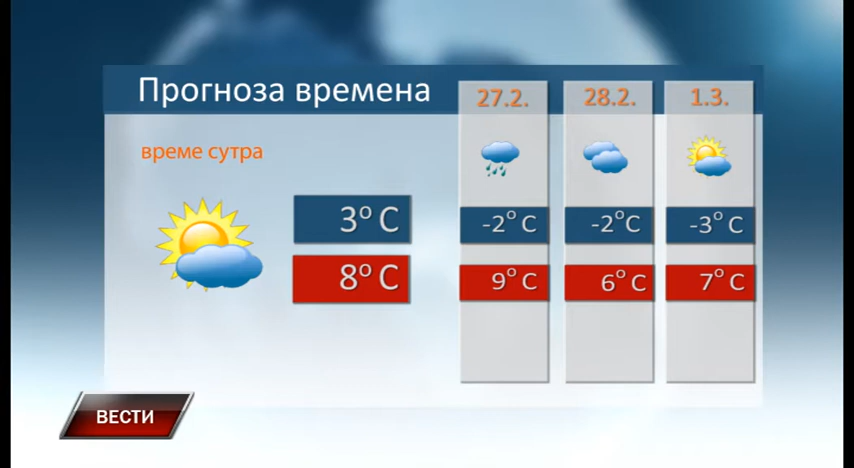 Прогноза времена
време сутра
3° C
8° C
27.2.
-2° C
9° C
28.2.
-2°C
6° C
1.3.
-3° C
7° C
ВЕСТИ